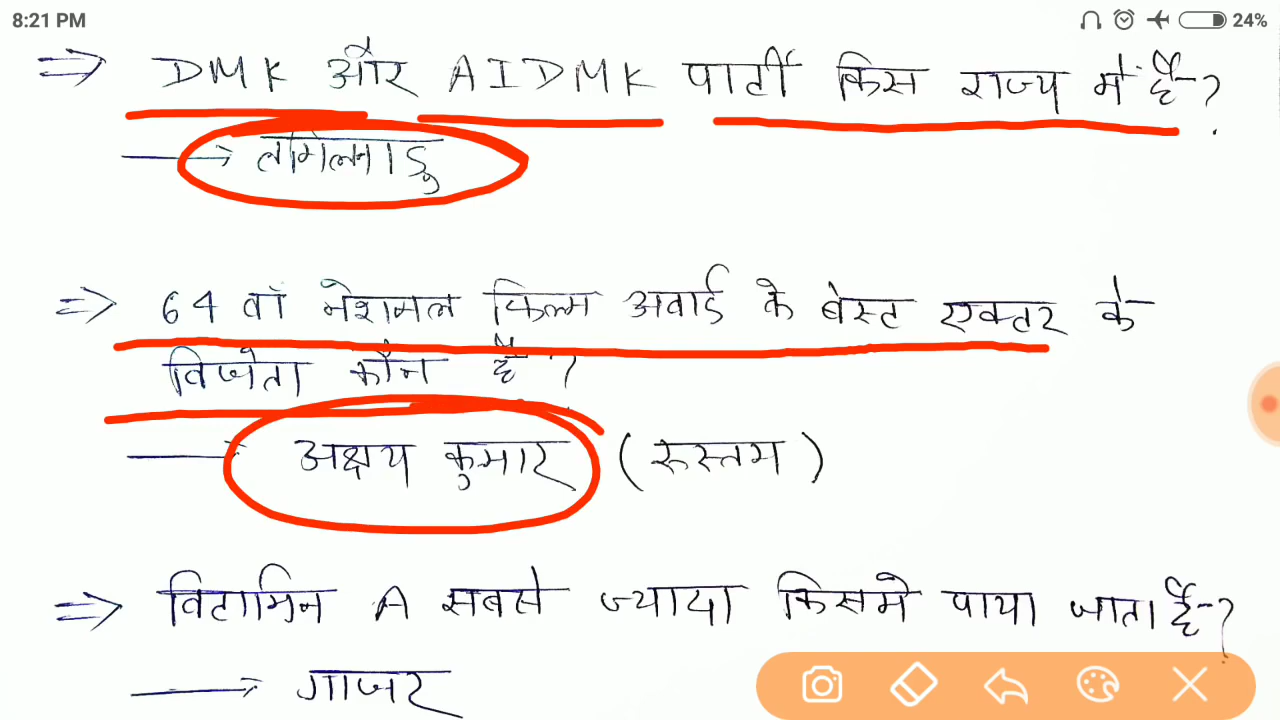 8:21 PM 24%
⇒ DMK और AIDMK पार्टी किस राज्य में है?
→ तमिलनाडु
⇒ 64 वाँ नेशनल फिल्म अवार्ड के बेस्ट एक्टर के
विजेता कौन है?
→ अक्षय कुमार (रुस्तम)
⇒ विटामिन A सबसे ज्यादा किसमे पाया जाता है?
→ गाजर